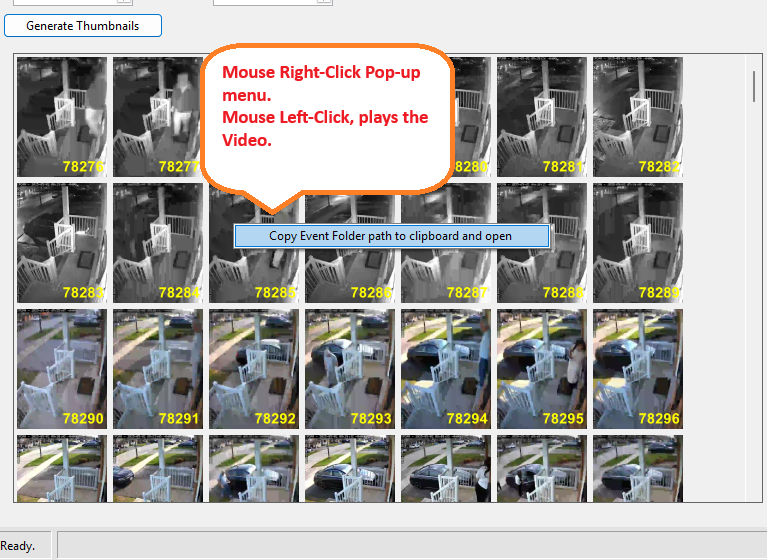 Generate Thumbnails
Mouse Right-Click Pop-up
menu.
Mouse Left-Click, plays the
Video.
78276
78277
78280
78281
78282
Copy Event Folder path to clipboard and open
78283
78284
78285
78286
78287
78288
78289
78290
78291
78292
78293
78294
78295
78296
Ready.